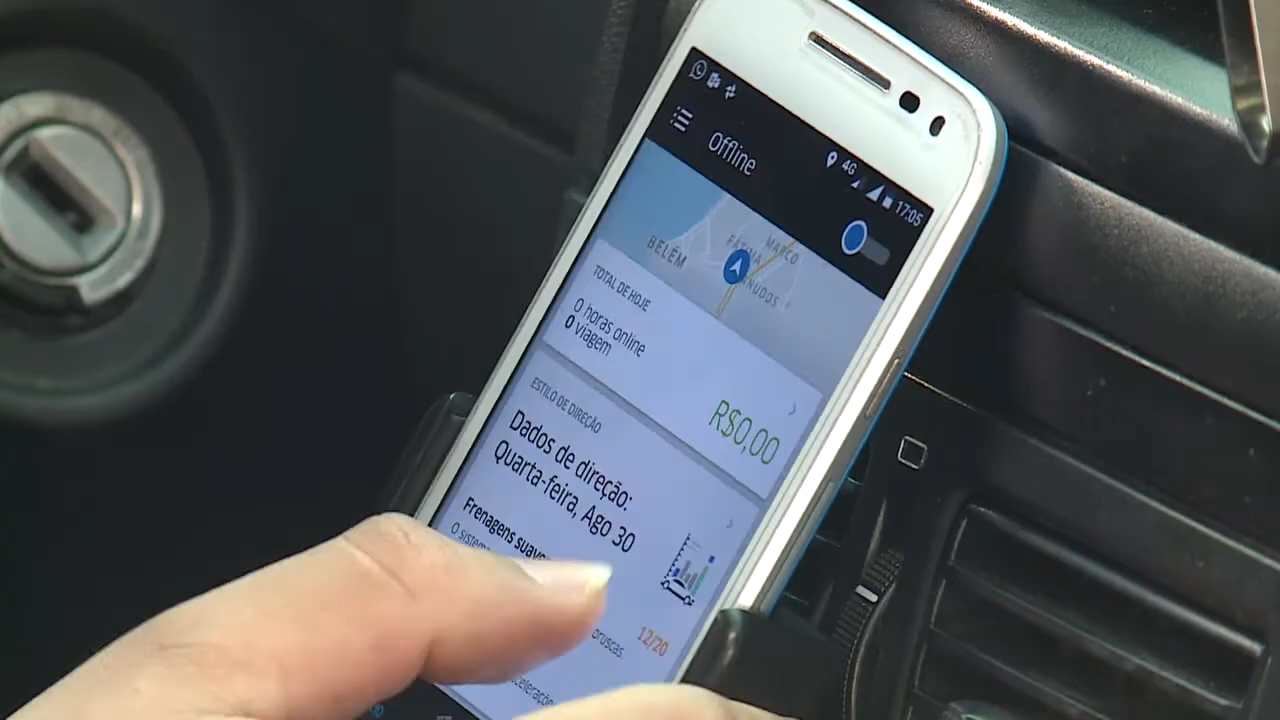 4G 17:05
Offline
BELÉM
FÁTIMA
MARCO
TOTAL DE HOJE
0 horas online
0 viagem
R$0,00
ESTILO DE DIREÇÃO
Dados de direção:
Quarta-feira, Ago 30
Frenagens
O sistema
12/20